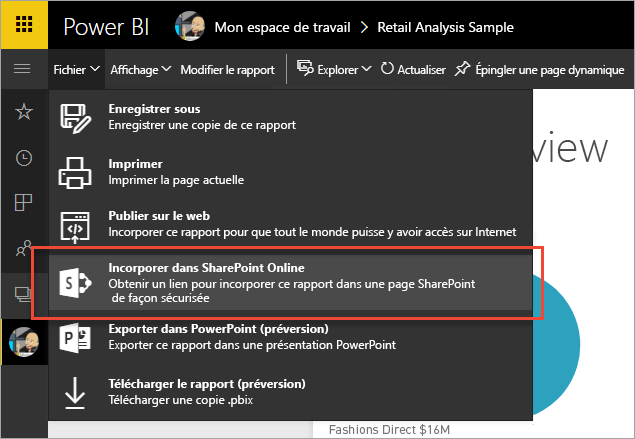 Power BI Mon espace de travail > Retail Analysis Sample
Fichier Affichage Modifier le rapport Explorer Actualiser Épingler une page dynamique
Enregistrer sous
Enregistrer une copie de ce rapport
Imprimer
Imprimer la page actuelle
view
Publier sur le web
Incorporer ce rapport pour que tout le monde puisse y avoir accès sur Internet
Incorporer dans SharePoint Online
Obtenir un lien pour incorporer ce rapport dans une page SharePoint
de façon sécurisée
Exporter dans PowerPoint (préversion)
Exporter ce rapport dans une présentation PowerPoint
Télécharger le rapport (préversion)
Télécharger une copie .pbix
Fashions Direct $16M